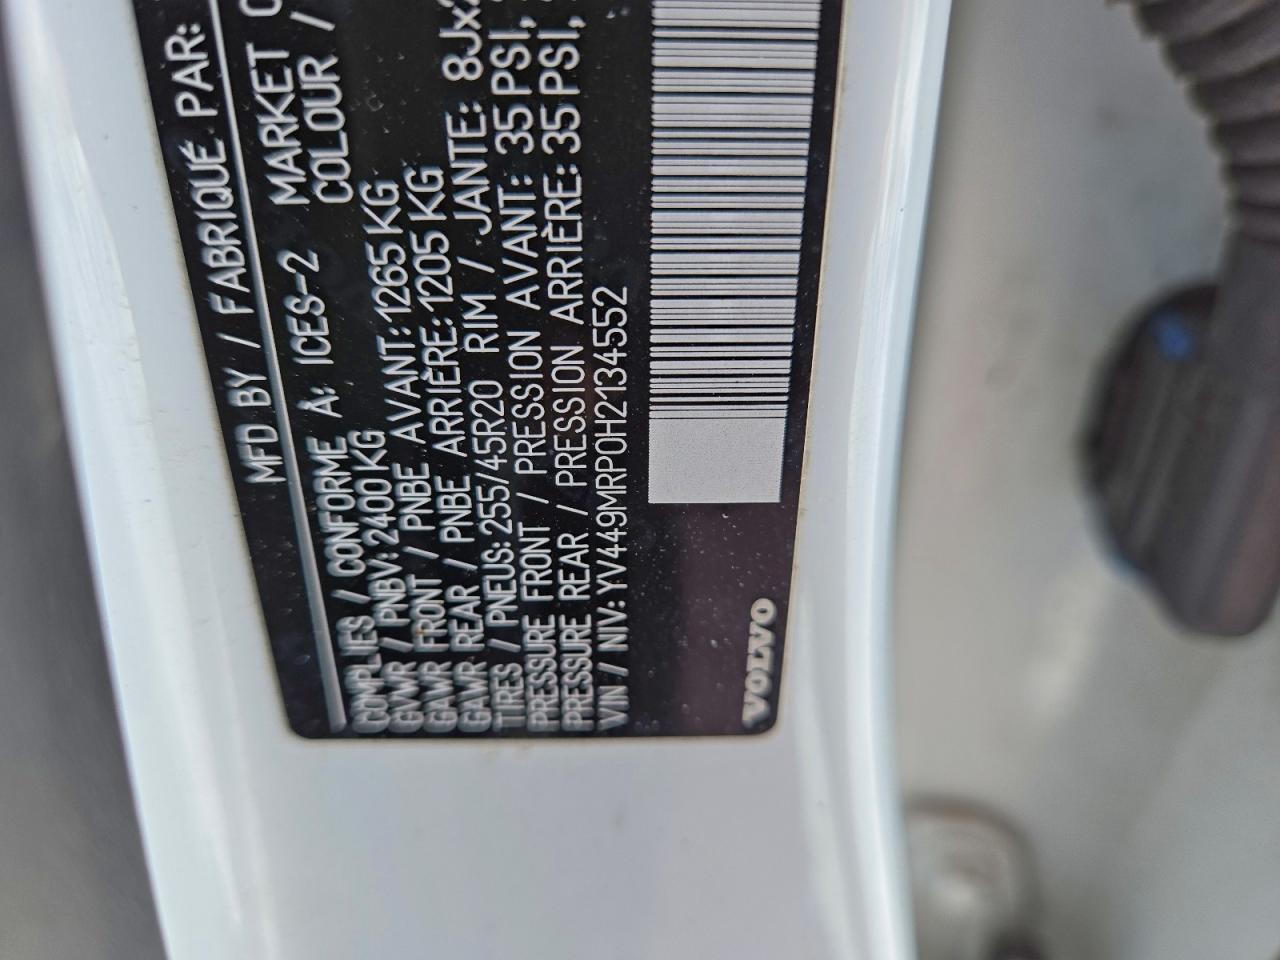 MFD BY / FABRIQUÉ PAR:
COMPLIES / CONFORME À: ICES-2 MARKET
GVWR / PNBV: 2400 KG COLOUR /
GAWR FRONT / PNBE AVANT: 1265 KG
GAWR REAR / PNBE ARRIÈRE: 1205 KG
TIRES / PNEUS: 255/45R20 RIM / JANTE: 8Jx
PRESSURE FRONT / PRESSION AVANT: 35 PSI,
PRESSURE REAR / PRESSION ARRIÈRE: 35 PSI,
VIN / NIV: YV449MRP0H2134552
VOLVO